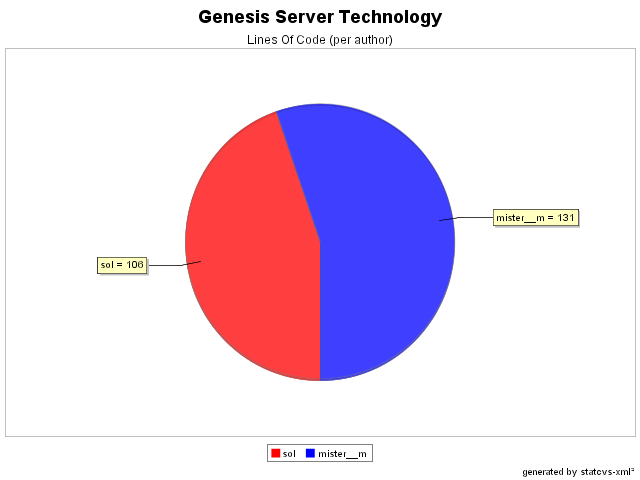 Genesis Server Technology
Lines Of Code (per author)
mister__m = 131
sol = 106
sol mister__m
generated by statcvs-xml²